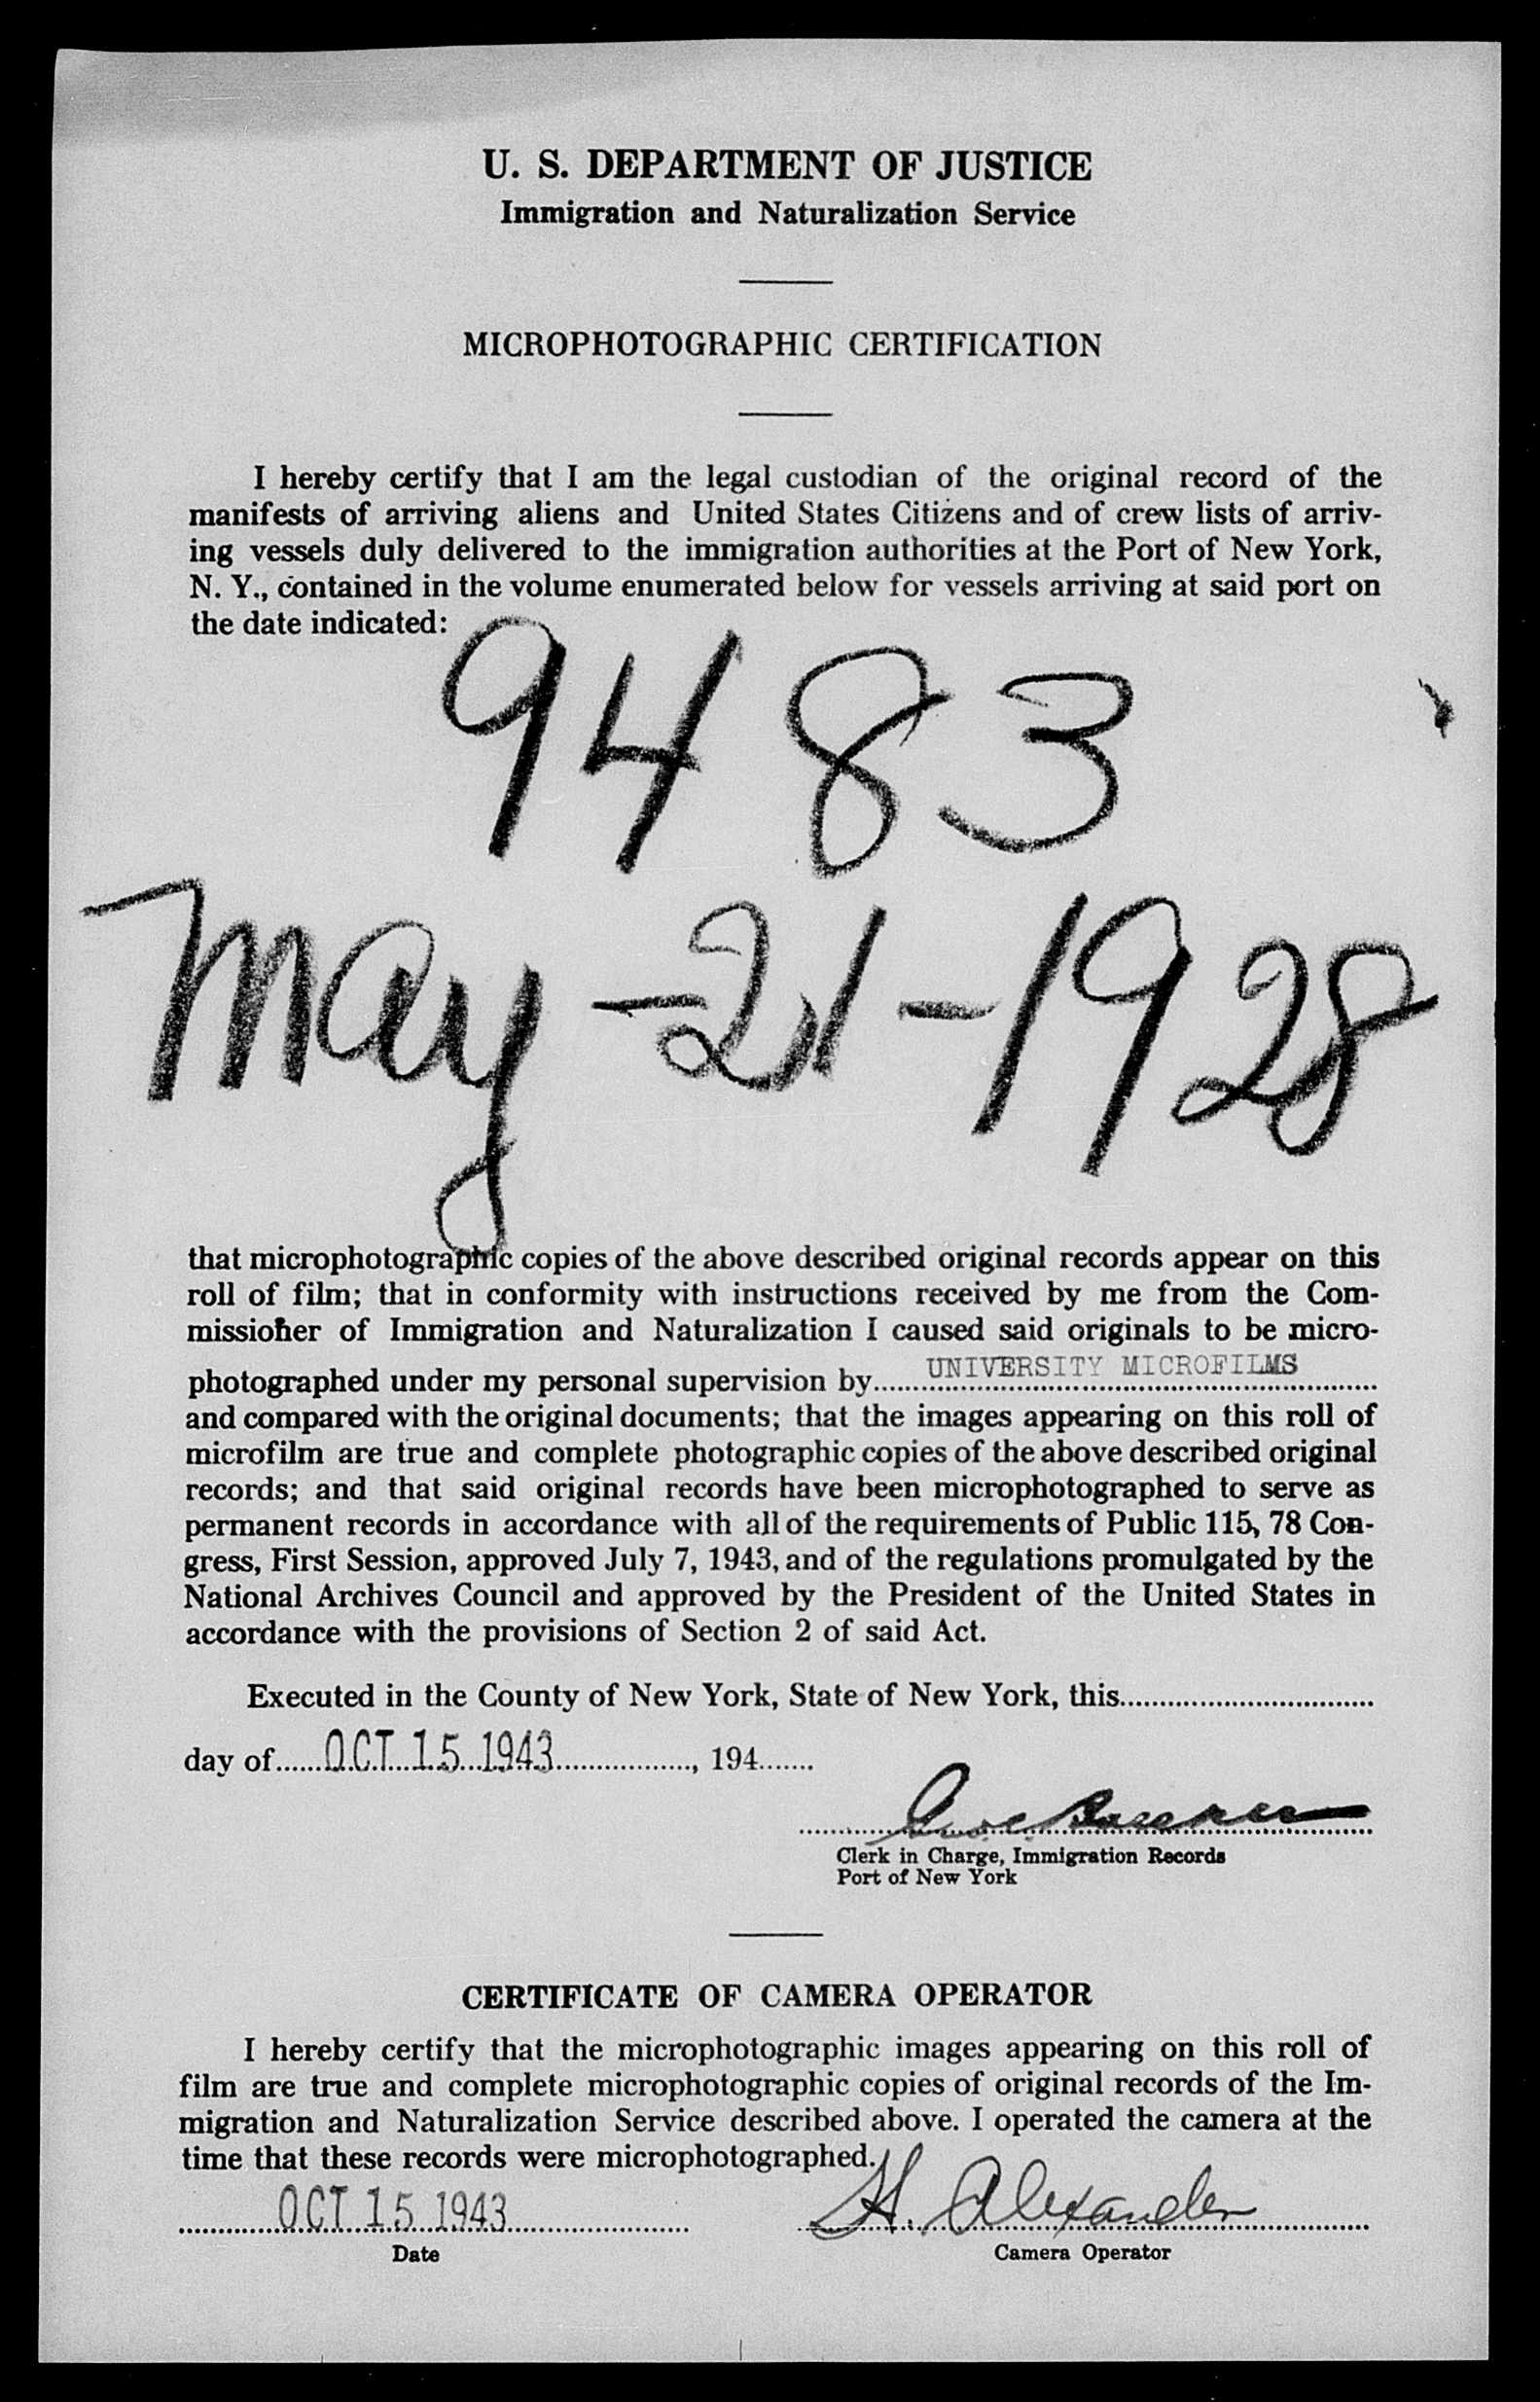 U. S. DEPARTMENT OF JUSTICE
Immigration and Naturalization Service
MICROPHOTOGRAPHIC CERTIFICATION
I hereby certify that I am the legal custodian of the original record of the
manifests of arriving aliens and United States Citizens and of crew lists of arriv-
ing vessels duly delivered to the immigration authorities at the Port of New York,
N. Y., contained in the volume enumerated below for vessels arriving at said port on
the date indicated:
9483
May-21-1928
that microphotographic copies of the above described original records appear on this
roll of film; that in conformity with instructions received by me from the Com-
missioner of Immigration and Naturalization I caused said originals to be micro-
photographed under my personal supervision by UNIVERSITY MICROFILMS
and compared with the original documents; that the images appearing on this roll of
microfilm are true and complete photographic copies of the above described original
records; and that said original records have been microphotographed to serve as
permanent records in accordance with all of the requirements of Public 115, 78 Con-
gress, First Session, approved July 7, 1943, and of the regulations promulgated by the
National Archives Council and approved by the President of the United States in
accordance with the provisions of Section 2 of said Act.
Executed in the County of New York, State of New York, this
day of OCT 15 1943, 194
Clerk in Charge, Immigration Records
Port of New York
CERTIFICATE OF CAMERA OPERATOR
I hereby certify that the microphotographic images appearing on this roll of
film are true and complete microphotographic copies of original records of the Im-
migration and Naturalization Service described above. I operated the camera at the
time that these records were microphotographed.
OCT 15 1943 H. Alexander
Date Camera Operator